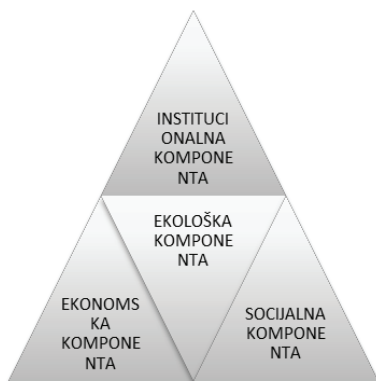 INSTITUCI
ONALNA
KOMPONE
NTA
EKOLOŠKA
KOMPONE
NTA
EKONOMS
KA
KOMPONE
NTA
SOCIJALNA
KOMPONE
NTA